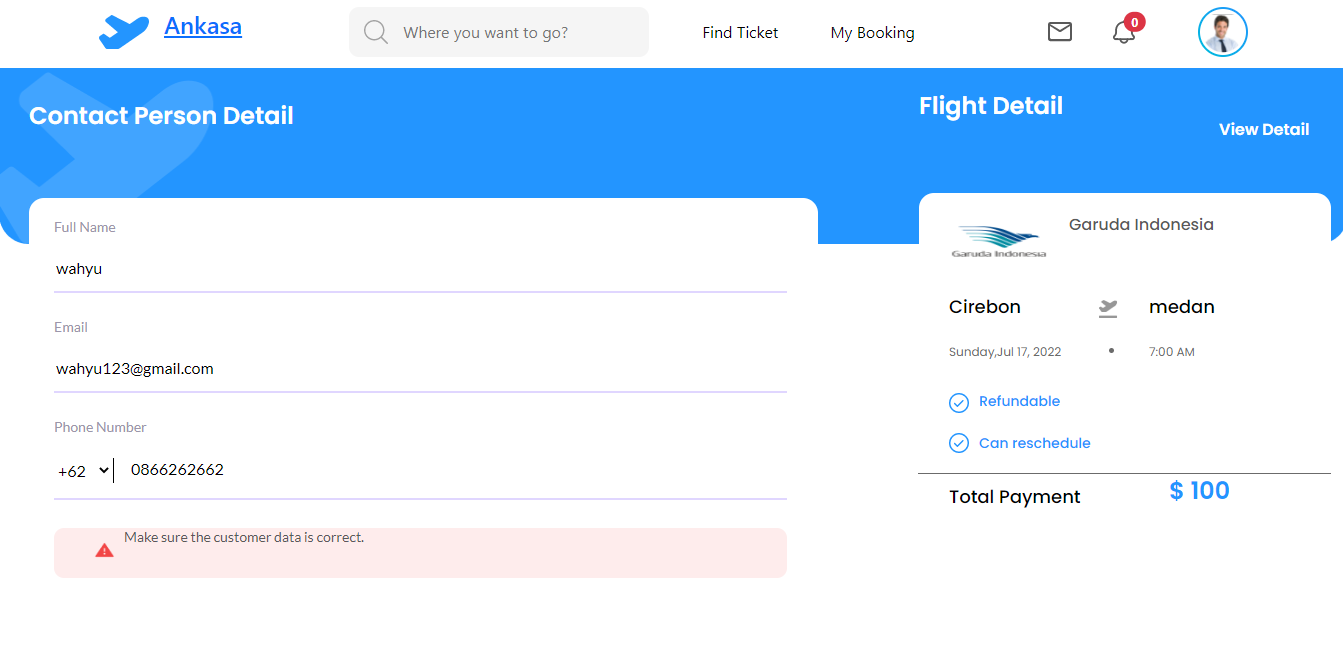 Ankasa
Where you want to go?
Find Ticket
My Booking
0
Contact Person Detail
Flight Detail
View Detail
Full Name
wahyu
Email
wahyu123@gmail.com
Phone Number
+62
0866262662
Make sure the customer data is correct.
Garuda Indonesia
Garuda Indonesia
Cirebon
medan
Sunday,Jul 17, 2022
7:00 AM
Refundable
Can reschedule
Total Payment
$ 100